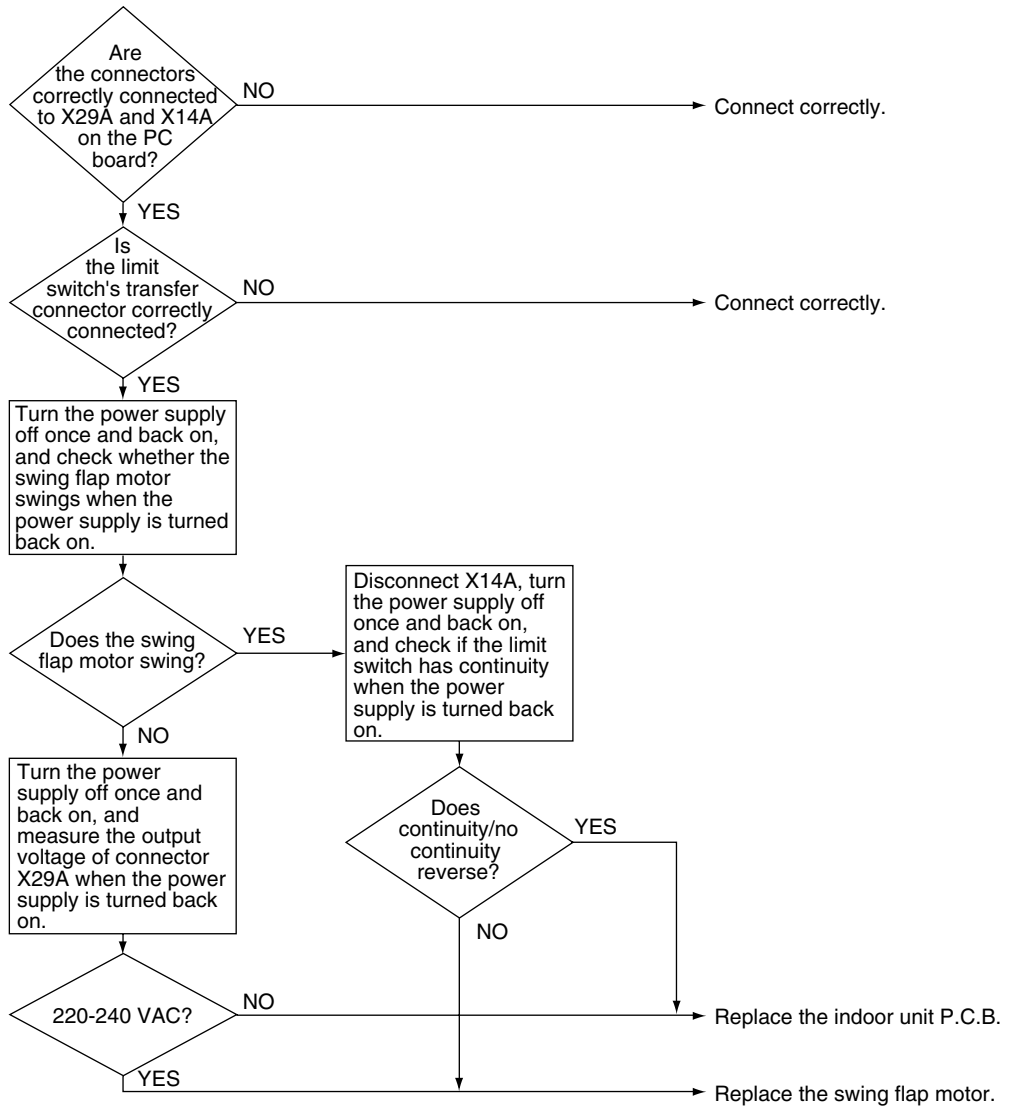 Are
the connectors
correctly connected
to X29A and X14A
on the PC
board?
NO
Connect correctly.
YES
Is
the limit
switch's transfer
connector correctly
connected?
NO
Connect correctly.
YES
Turn the power supply
off once and back on,
and check whether the
swing flap motor
swings when the
power supply is turned
back on.
Does the swing
flap motor swing?
YES
Disconnect X14A, turn
the power supply off
once and back on,
and check if the limit
switch has continuity
when the power
supply is turned back
on.
NO
Turn the power
supply off once and
back on, and
measure the output
voltage of connector
X29A when the power
supply is turned back
on.
Does
continuity/no
continuity
reverse?
YES
NO
220-240 VAC?
NO
Replace the indoor unit P.C.B.
YES
Replace the swing flap motor.